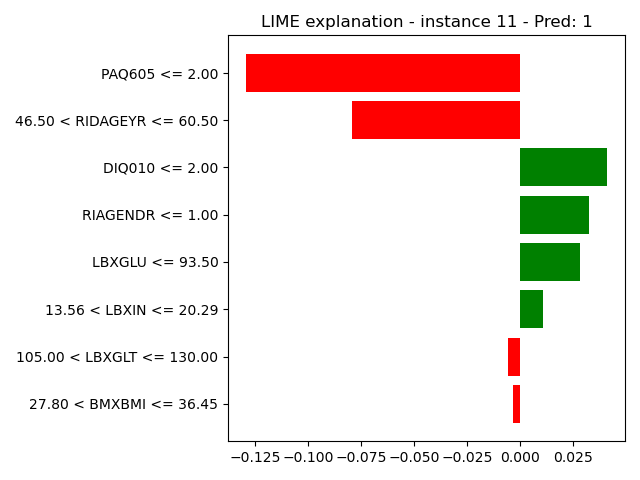 LIME explanation - instance 11 - Pred: 1
PAQ605 <= 2.00
46.50 < RIDAGEYR <= 60.50
DIQ010 <= 2.00
RIAGENDR <= 1.00
LBXGLU <= 93.50
13.56 < LBXIN <= 20.29
105.00 < LBXGLT <= 130.00
27.80 < BMXBMI <= 36.45
−0.125 −0.100 −0.075 −0.050 −0.025 0.000 0.025